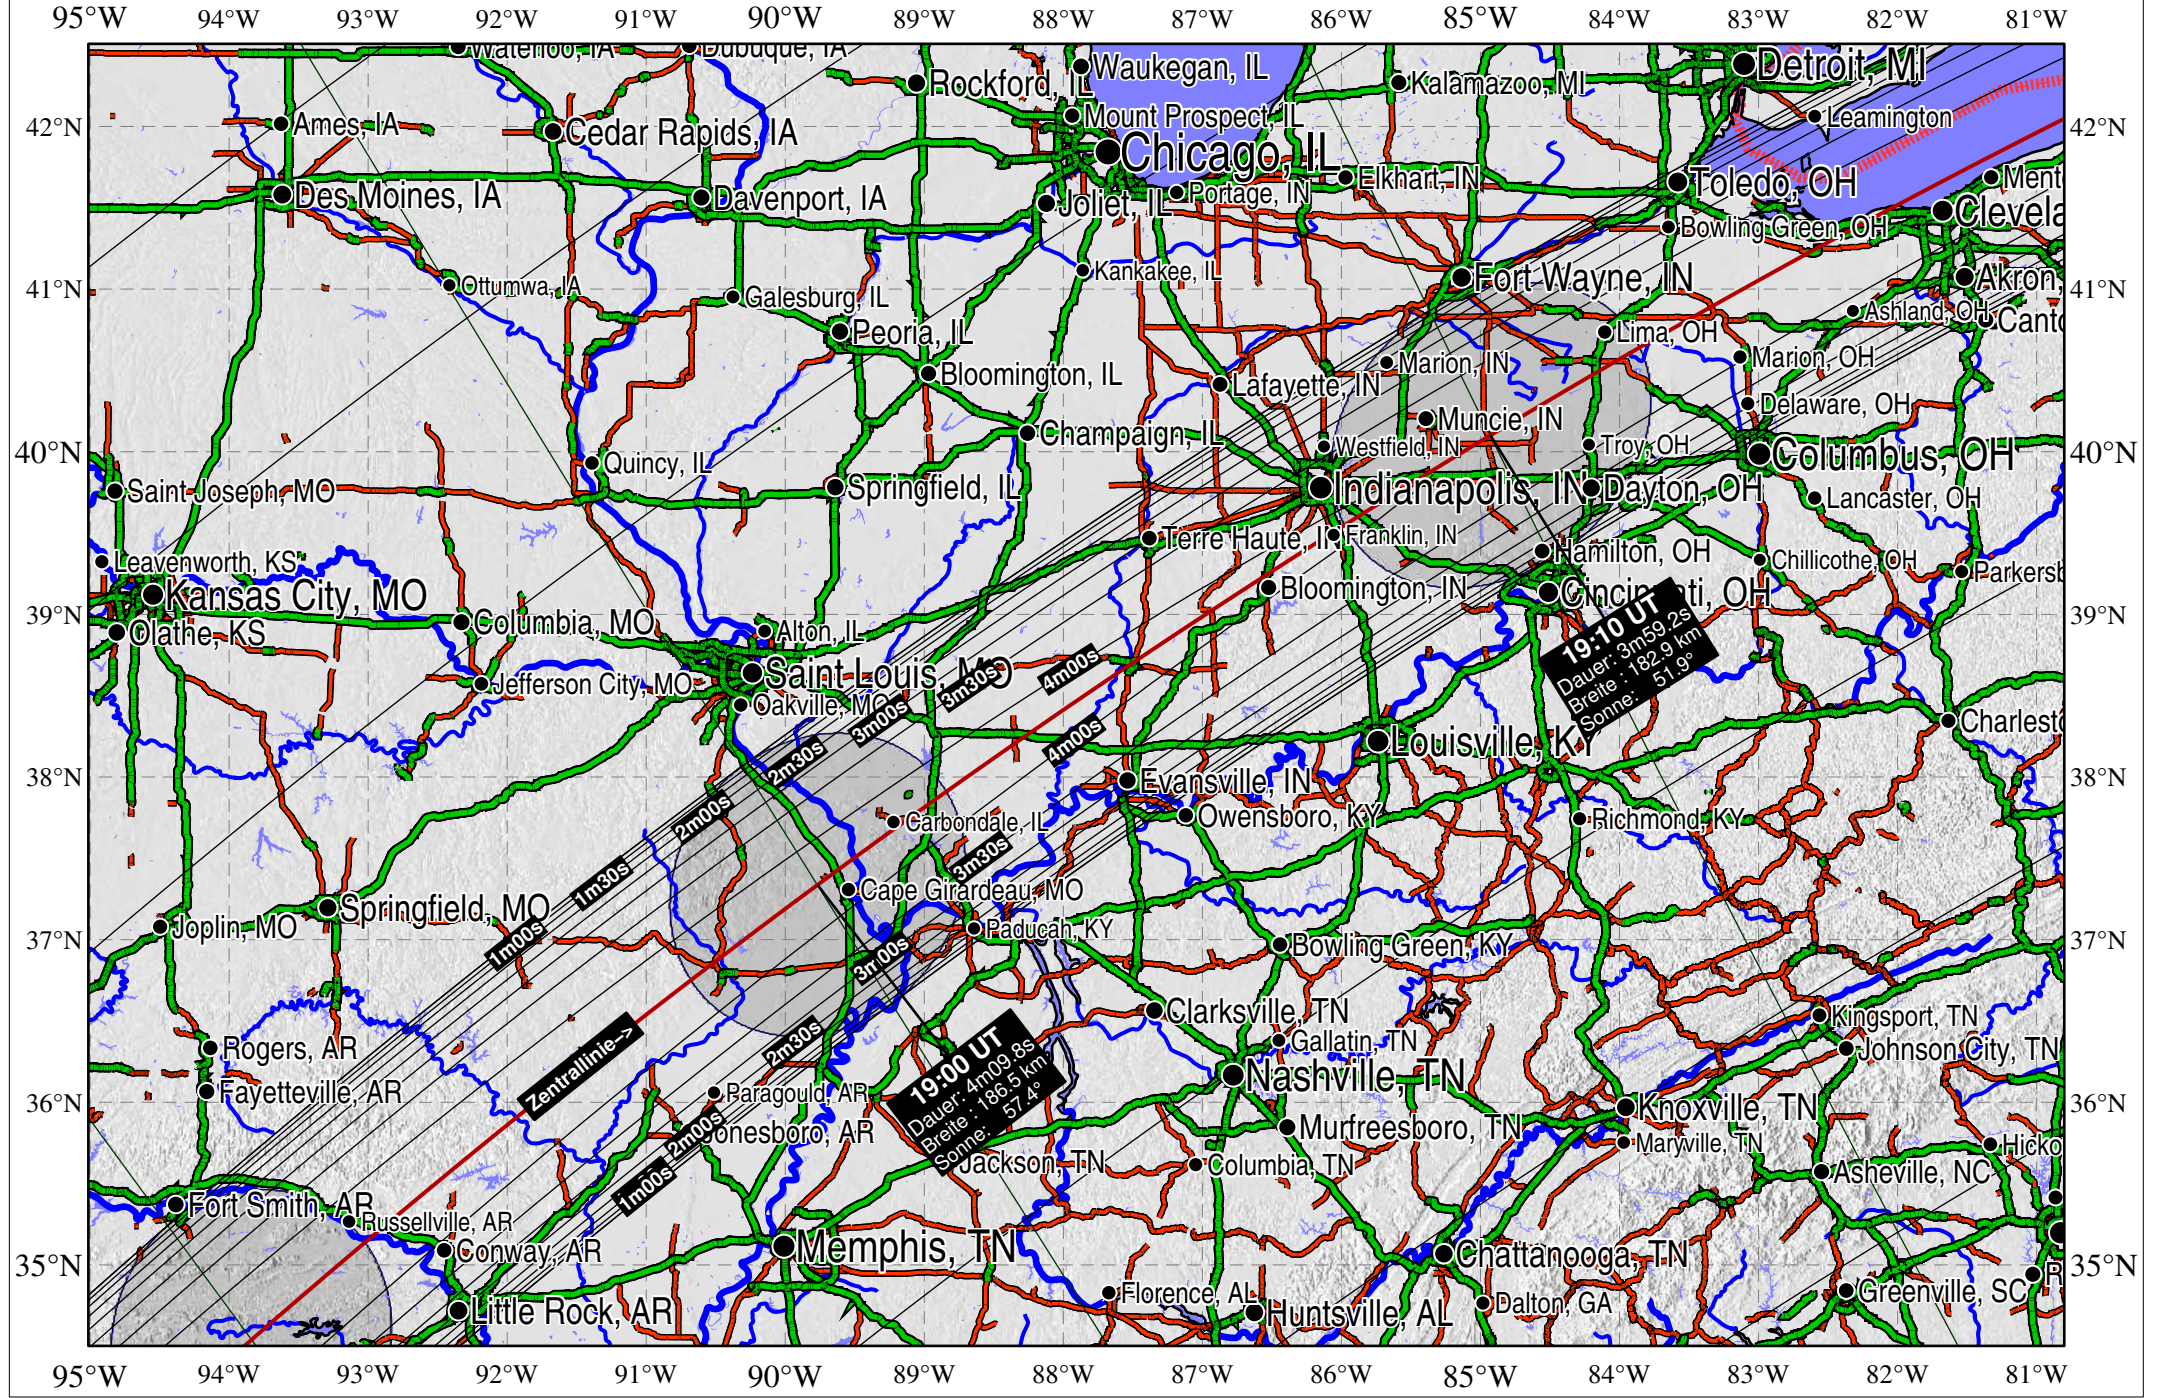 95°W 94°W 93°W 92°W 91°W 90°W 89°W 88°W 87°W 86°W 85°W 84°W 83°W 82°W 81°W
Waterloo, IA
Dubuque, IA
Detroit, MI
Waukegan, IL
Rockford, IL
Kalamazoo, MI
Mount Prospect, IL
Leamington
42°N
Ames, IA
Cedar Rapids, IA
42°N
Chicago, IL
Elkhart, IN
Toledo, OH
Ment
Des Moines, IA
Davenport, IA
Joliet, IL
Portage, IN
Clevela
Bowling Green, OH
Kankakee, IL
Fort Wayne, IN
Akron,
41°N
Ottumwa, IA
Galesburg, IL
41°N
Ashland, OH
Canto
Peoria, IL
Lima, OH
Marion, IN
Marion, OH
Bloomington, IL
Lafayette, IN
Delaware, OH
Muncie, IN
Champaign, IL
Westfield, IN
Troy, OH
40°N
Quincy, IL
Columbus, OH
40°N
Saint Joseph, MO
Springfield, IL
Indianapolis, IN
Dayton, OH
Lancaster, OH
Terre Haute, IN
Franklin, IN
Hamilton, OH
Chillicothe, OH
Leavenworth, KS
Parkersb
Kansas City, MO
Bloomington, IN
Cincinnati, OH
39°N
39°N
Olathe, KS
Columbia, MO
Alton, IL
19:10 UT
Dauer: 3m59.2s
Breite : 182.9 km
Sonne: 51.9°
Jefferson City, MO
Saint Louis, MO
3m30s
4m00s
Oakville, MO
3m00s
4m00s
Charlest
Louisville, KY
2m30s
38°N
Evansville, IN
38°N
2m00s
Carbondale, IL
Owensboro, KY
Richmond, KY
3m30s
1m30s
Cape Girardeau, MO
Springfield, MO
Joplin, MO
1m00s
Paducah, KY
37°N
3m00s
Bowling Green, KY
37°N
Clarksville, TN
Kingsport, TN
2m30s
Rogers, AR
Gallatin, TN
Johnson City, TN
Zentrallinie–>
19:00 UT
Dauer: 4m09.8s
Breite : 186.5 km
Sonne: 57.4°
Fayetteville, AR
Paragould, AR
Nashville, TN
36°N
Knoxville, TN
36°N
2m00s
Jonesboro, AR
Murfreesboro, TN
Maryville, TN
Hicko
1m00s
Jackson, TN
Columbia, TN
Asheville, NC
Fort Smith, AR
Russellville, AR
Conway, AR
Memphis, TN
Chattanooga, TN
35°N
35°N
R
Little Rock, AR
Florence, AL
Huntsville, AL
Dalton, GA
Greenville, SC
95°W 94°W 93°W 92°W 91°W 90°W 89°W 88°W 87°W 86°W 85°W 84°W 83°W 82°W 81°W